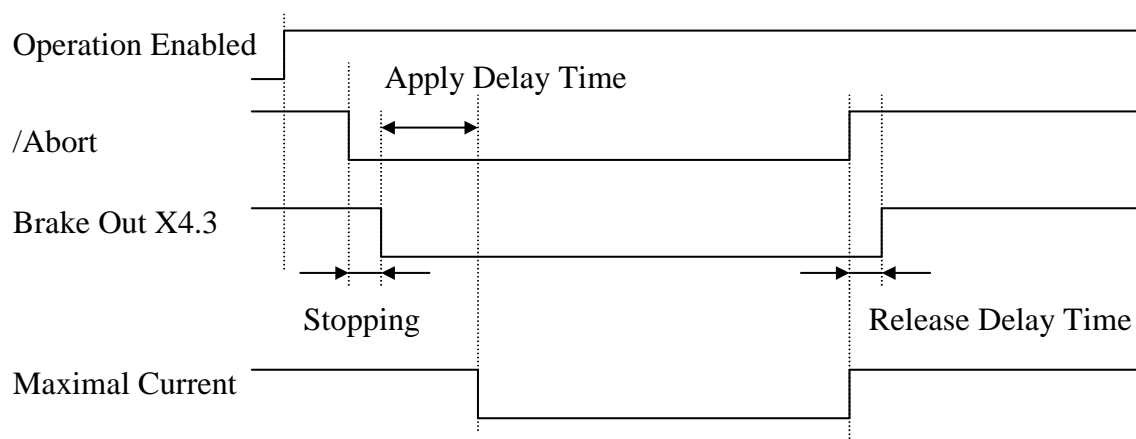 Operation Enabled
Apply Delay Time
/Abort
Brake Out X4.3
Stopping
Release Delay Time
Maximal Current